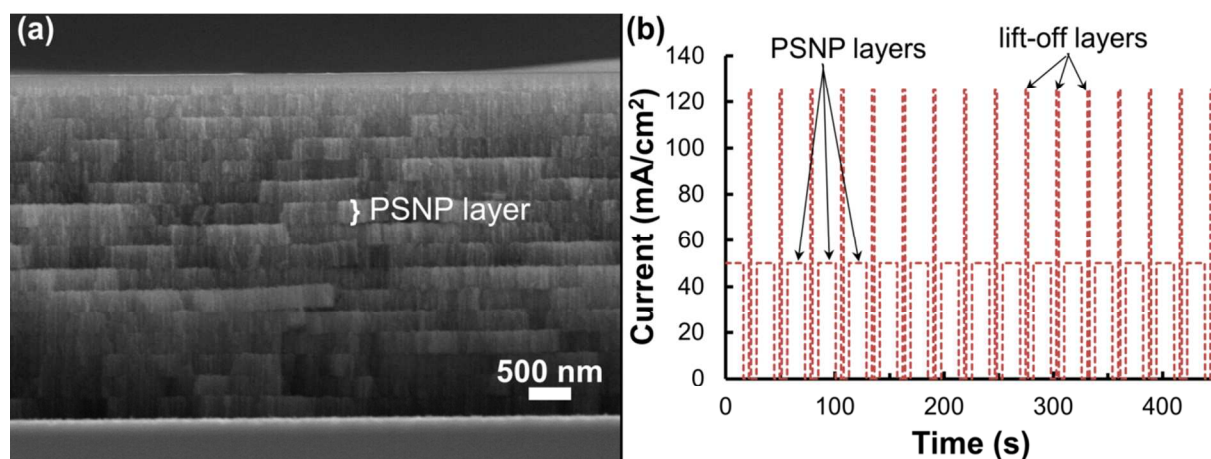 (a)
} PSNP layer
500 nm
(b)
PSNP layers
lift-off layers
Current (mA/cm²)
140
120
100
80
60
40
20
0
0
100
200
300
400
Time (s)